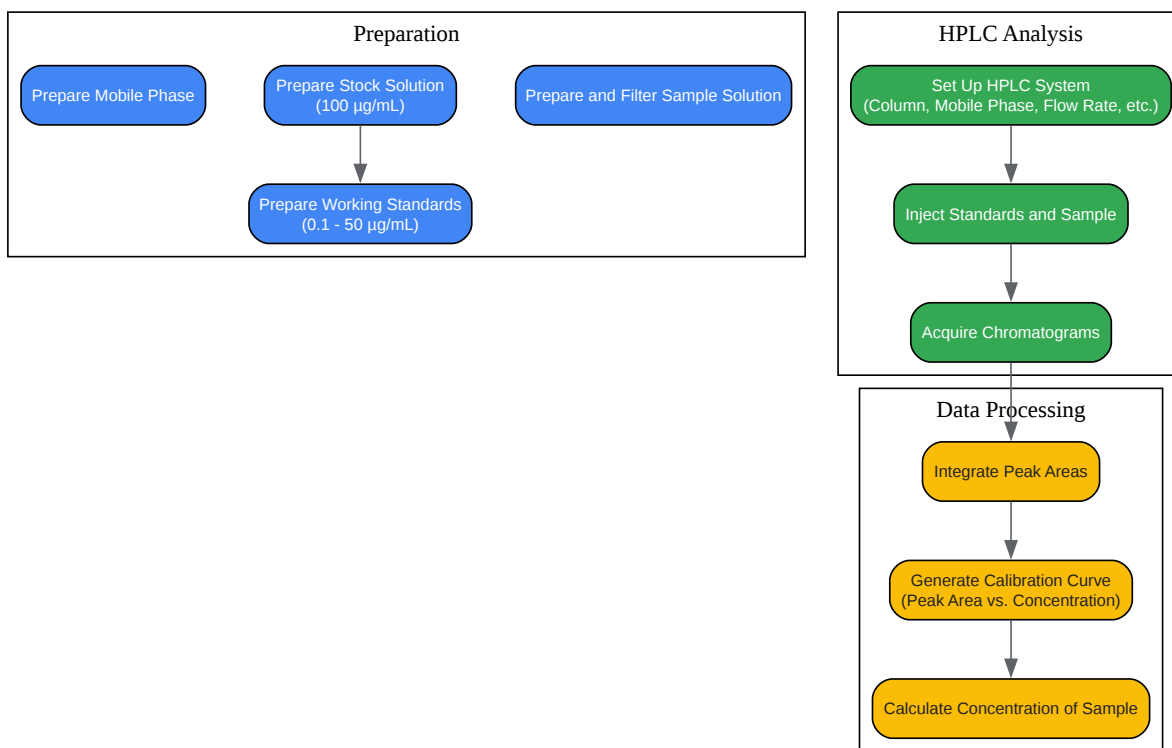 Preparation
Prepare Mobile Phase
Prepare Stock Solution
(100 µg/mL)
Prepare and Filter Sample Solution
Prepare Working Standards
(0.1 - 50 µg/mL)
HPLC Analysis
Set Up HPLC System
(Column, Mobile Phase, Flow Rate, etc.)
Inject Standards and Sample
Acquire Chromatograms
Data Processing
Integrate Peak Areas
Generate Calibration Curve
(Peak Area vs. Concentration)
Calculate Concentration of Sample